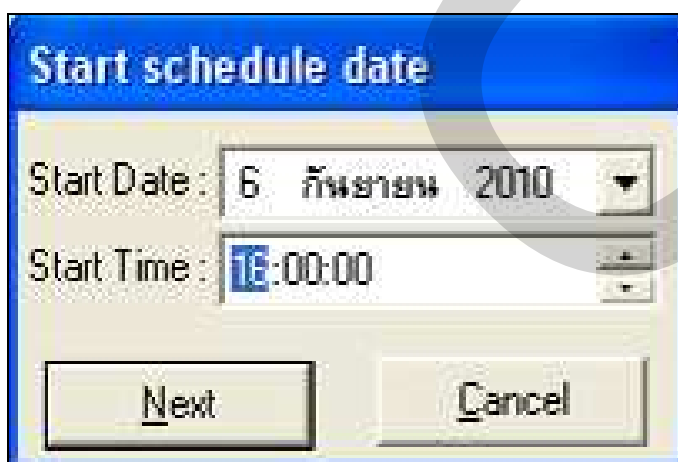 Start schedule date
Start Date : 6 กันยายน 2010
Start Time : 16:00:00
Next Cancel